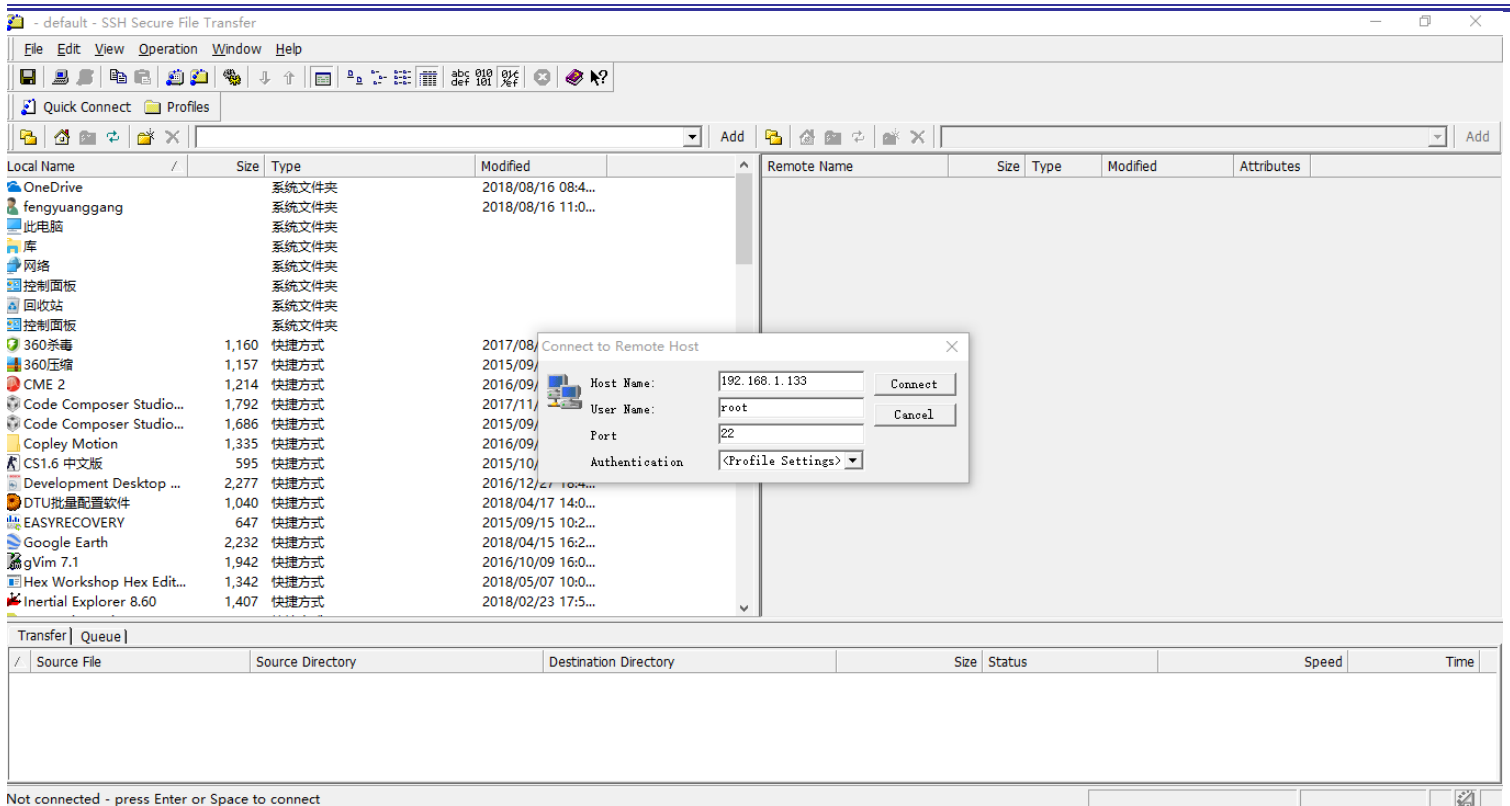 - default - SSH Secure File Transfer
File Edit View Operation Window Help
abc def 010 101
Quick Connect Profiles
Add Add
Local Name / Size Type Modified
Remote Name Size Type Modified Attributes
OneDrive 系统文件夹 2018/08/16 08:4...
fengyuanggang 系统文件夹 2018/08/16 11:0...
此电脑 系统文件夹
库 系统文件夹
网络 系统文件夹
控制面板 系统文件夹
回收站 系统文件夹
控制面板 系统文件夹
360杀毒 1,160 快捷方式 2017/08/
360压缩 1,157 快捷方式 2015/09/
CME 2 1,214 快捷方式 2016/09/
Code Composer Studio... 1,792 快捷方式 2017/11/
Code Composer Studio... 1,686 快捷方式 2015/09/
Copley Motion 1,335 快捷方式 2016/09/
CS1.6 中文版 595 快捷方式 2015/10/
Development Desktop ... 2,277 快捷方式 2016/12/27 18:4...
DTU批量配置软件 1,040 快捷方式 2018/04/17 14:0...
EASYRECOVERY 647 快捷方式 2015/09/15 10:2...
Google Earth 2,232 快捷方式 2018/04/15 16:2...
gVim 7.1 1,942 快捷方式 2016/10/09 16:0...
Hex Workshop Hex Edit... 1,342 快捷方式 2018/05/07 10:0...
Inertial Explorer 8.60 1,407 快捷方式 2018/02/23 17:5...
Connect to Remote Host
Host Name: 192.168.1.133 Connect
User Name: root Cancel
Port 22
Authentication <Profile Settings>
Transfer Queue
/ Source File Source Directory Destination Directory Size Status Speed Time
Not connected - press Enter or Space to connect